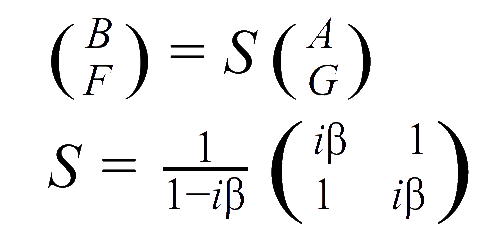 (B F) = S (A G)
S = 1/(1−iβ) (iβ 1 1 iβ)